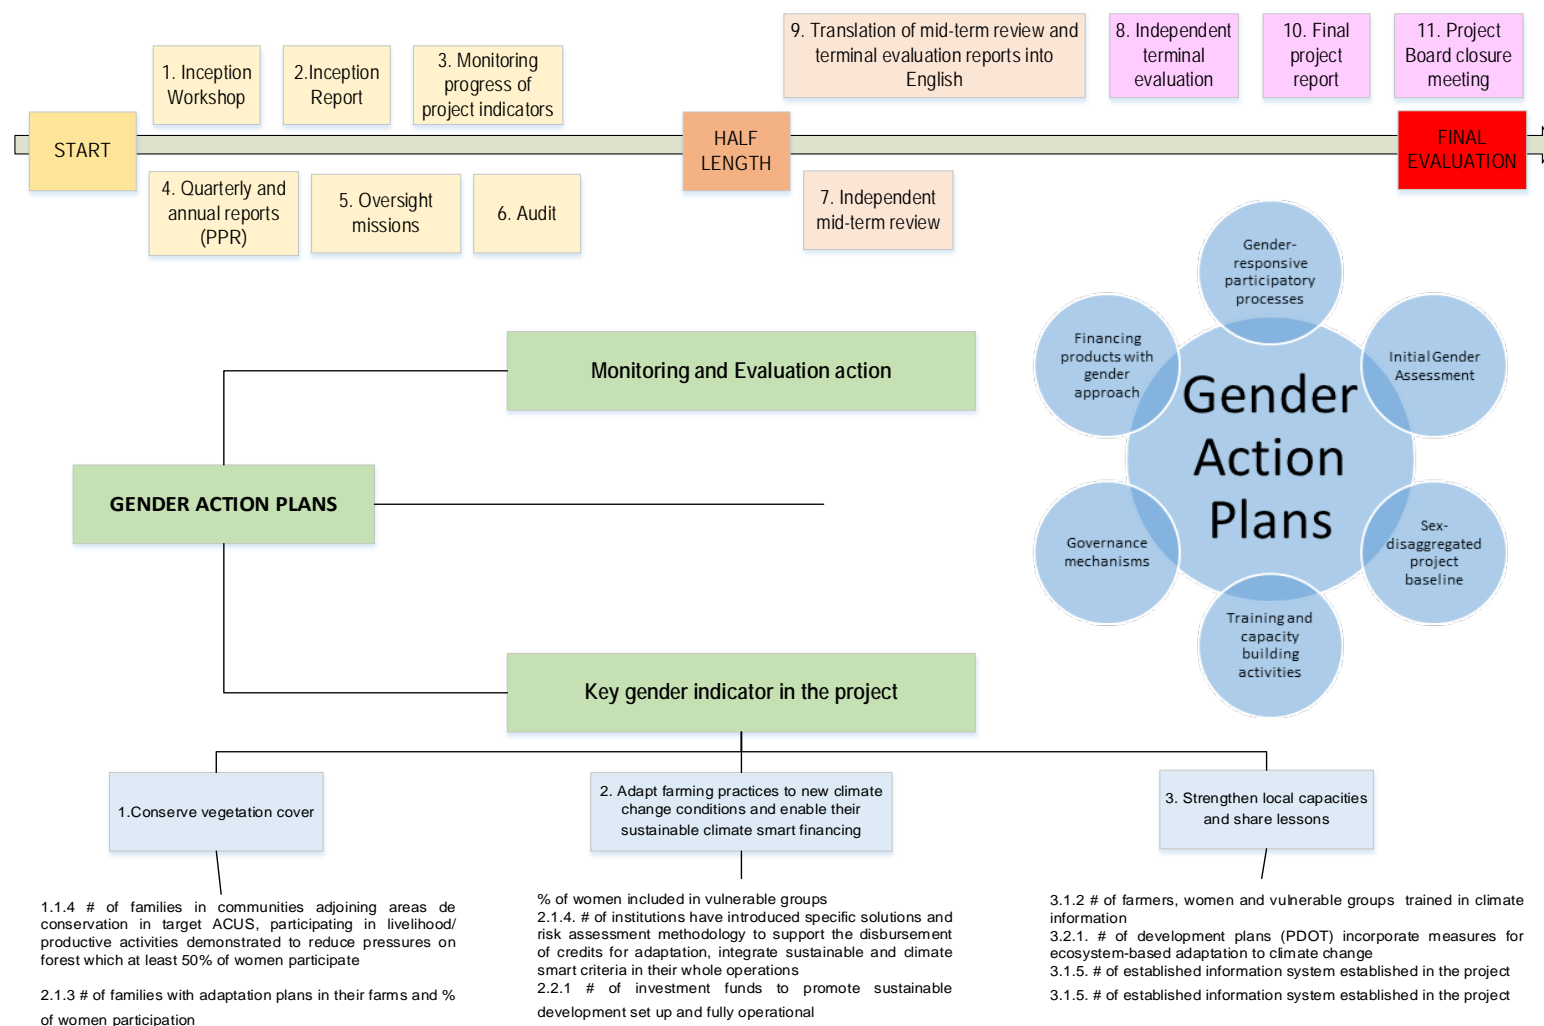 9. Translation of mid-term review and
terminal evaluation reports into
English
8. Independent
terminal
evaluation
10. Final
project
report
11. Project
Board closure
meeting
1. Inception
Workshop
2.Inception
Report
3. Monitoring
progress of
project indicators
START
HALF
LENGTH
FINAL
EVALUATION
4. Quarterly and
annual reports
(PPR)
5. Oversight
missions
6. Audit
7. Independent
mid-term review
Gender-
responsive
participatory
processes
Financing
products with
gender
approach
Initial Gender
Assessment
Gender
Action
Plans
Governance
mechanisms
Sex-
disaggregated
project
baseline
Training and
capacity
building
activities
Monitoring and Evaluation action
GENDER ACTION PLANS
Key gender indicator in the project
1.Conserve vegetation cover
2. Adapt farming practices to new climate
change conditions and enable their
sustainable climate smart financing
3. Strengthen local capacities
and share lessons
1.1.4 # of families in communities adjoining areas de
conservation in target ACUS, participating in livelihood/
productive activities demonstrated to reduce pressures on
forest which at least 50% of women participate
2.1.3 # of families with adaptation plans in their farms and %
of women participation
% of women included in vulnerable groups
2.1.4. # of institutions have introduced specific solutions and
risk assessment methodology to support the disbursement
of credits for adaptation, integrate sustainable and climate
smart criteria in their whole operations
2.2.1 # of investment funds to promote sustainable
development set up and fully operational
3.1.2 # of farmers, women and vulnerable groups trained in climate
information
3.2.1. # of development plans (PDOT) incorporate measures for
ecosystem-based adaptation to climate change
3.1.5. # of established information system established in the project
3.1.5. # of established information system established in the project